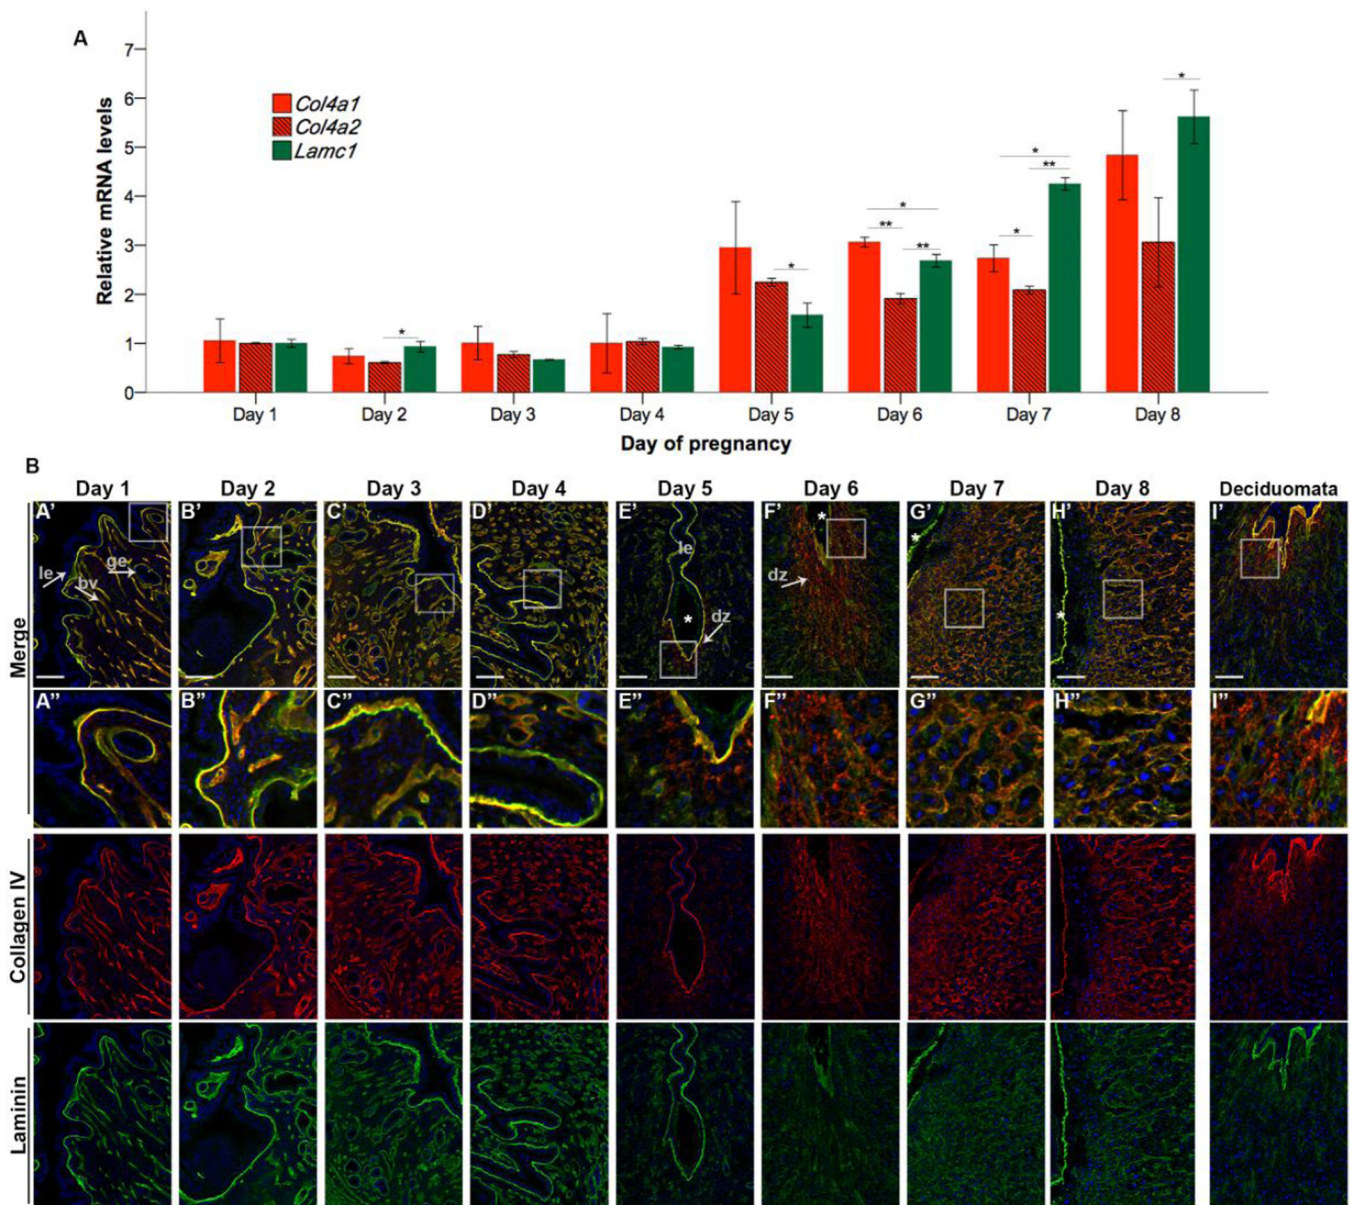 A
7
6
5
4
3
2
1
0
Relative mRNA levels
Col4a1
Col4a2
Lamc1
*
*
*
**
**
*
*
**
*
*
Day 1 Day 2 Day 3 Day 4 Day 5 Day 6 Day 7 Day 8
Day of pregnancy
B
Day 1 Day 2 Day 3 Day 4 Day 5 Day 6 Day 7 Day 8 Deciduomata
Merge
A' B' C' D' E' F' G' H' I'
le bv ge le dz * dz * * *
A'' B'' C'' D'' E'' F'' G'' H'' I''
Collagen IV
Laminin